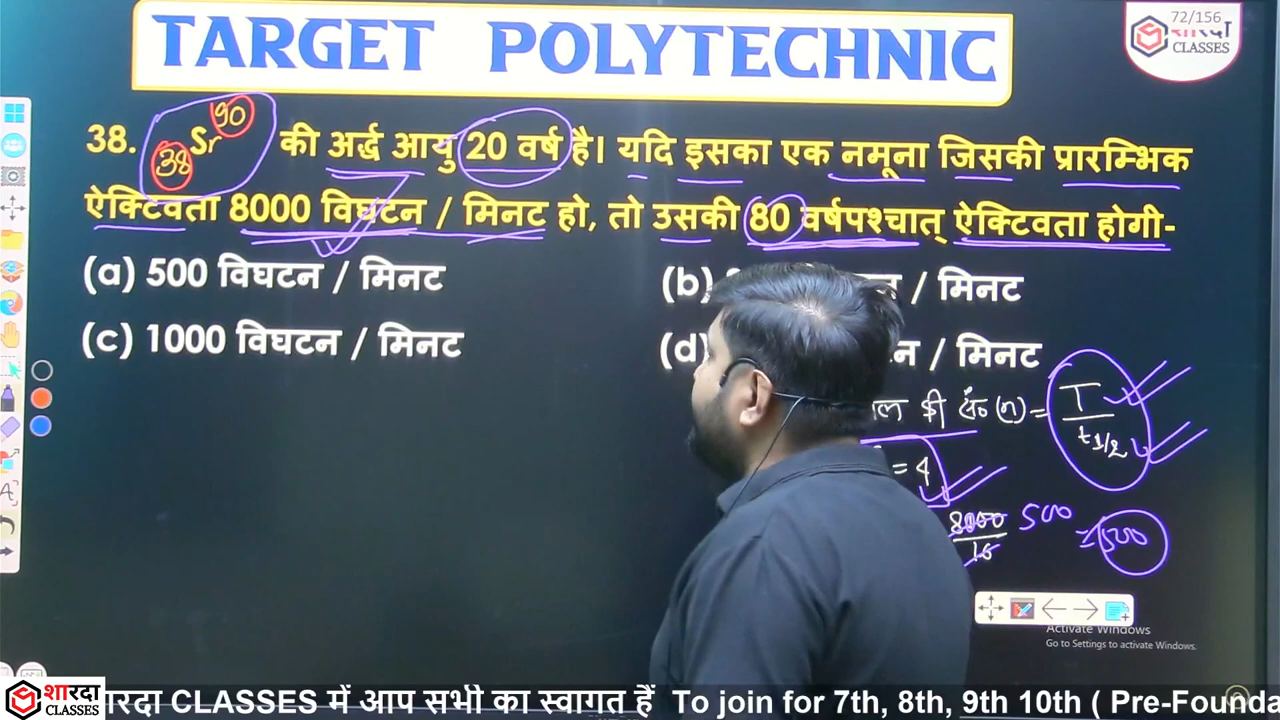 TARGET POLYTECHNIC
72/156
शारदा
CLASSES
38. 38Sr90 की अर्द्ध आयु 20 वर्ष है। यदि इसका एक नमूना जिसकी प्रारम्भिक
ऐक्टिवता 8000 विघटन / मिनट हो, तो उसकी 80 वर्षपश्चात् ऐक्टिवता होगी-
(a) 500 विघटन / मिनट
(b) / मिनट
(c) 1000 विघटन / मिनट
(d) / मिनट
(n) = T / t1/2
= 4
8000 / 16 500 = 500
Activate Windows
Go to Settings to activate Windows.
शारदा
CLASSES
CLASSES में आप सभी का स्वागत हैं To join for 7th, 8th, 9th 10th ( Pre-Founda